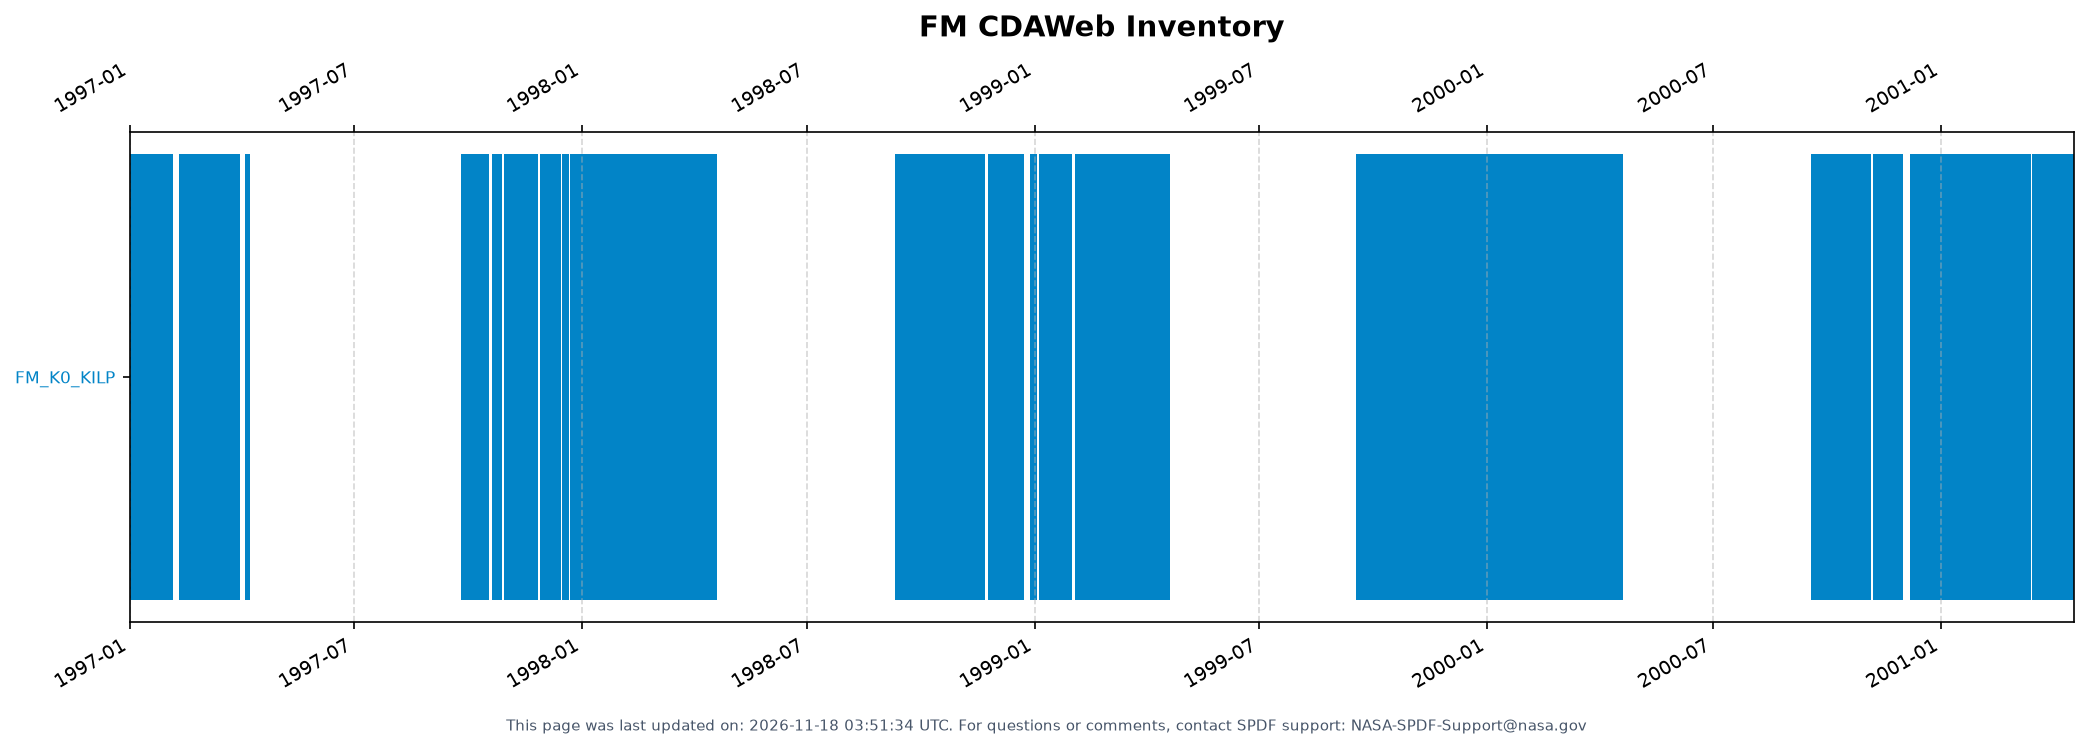 FM CDAWeb Inventory
1997-01 1997-07 1998-01 1998-07 1999-01 1999-07 2000-01 2000-07 2001-01
FM_K0_KILP
1997-01 1997-07 1998-01 1998-07 1999-01 1999-07 2000-01 2000-07 2001-01
This page was last updated on: 2026-11-18 03:51:34 UTC. For questions or comments, contact SPDF support: NASA-SPDF-Support@nasa.gov